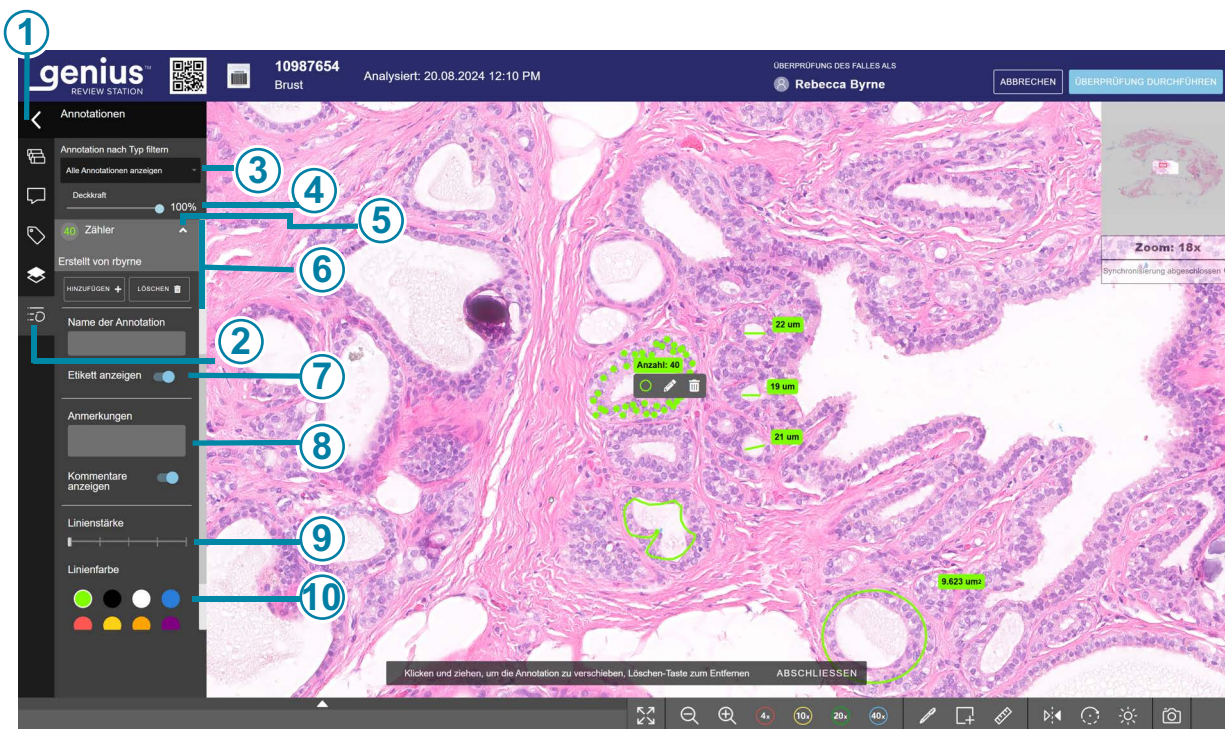 1
genius™
REVIEW STATION
10987654
Brust
Analysiert: 20.08.2024 12:10 PM
ÜBERPRÜFUNG DES FALLES ALS
Rebecca Byrne
ABBRECHEN
ÜBERPRÜFUNG DURCHFÜHREN
Annotationen
Annotation nach Typ filtern
Alle Annotationen anzeigen
3
Deckkraft
100%
4
40 Zähler
5
Erstellt von rbyrne
6
HINZUFÜGEN +
LÖSCHEN
Name der Annotation
2
Etikett anzeigen
7
Anmerkungen
8
Kommentare
anzeigen
Linienstärke
9
Linienfarbe
10
Zoom: 18x
Synchronisierung abgeschlossen
22 um
Anzahl: 40
19 um
21 um
9.623 um²
Klicken und ziehen, um die Annotation zu verschieben, Löschen-Taste zum Entfernen
ABSCHLIESSEN
4x
10x
20x
40x